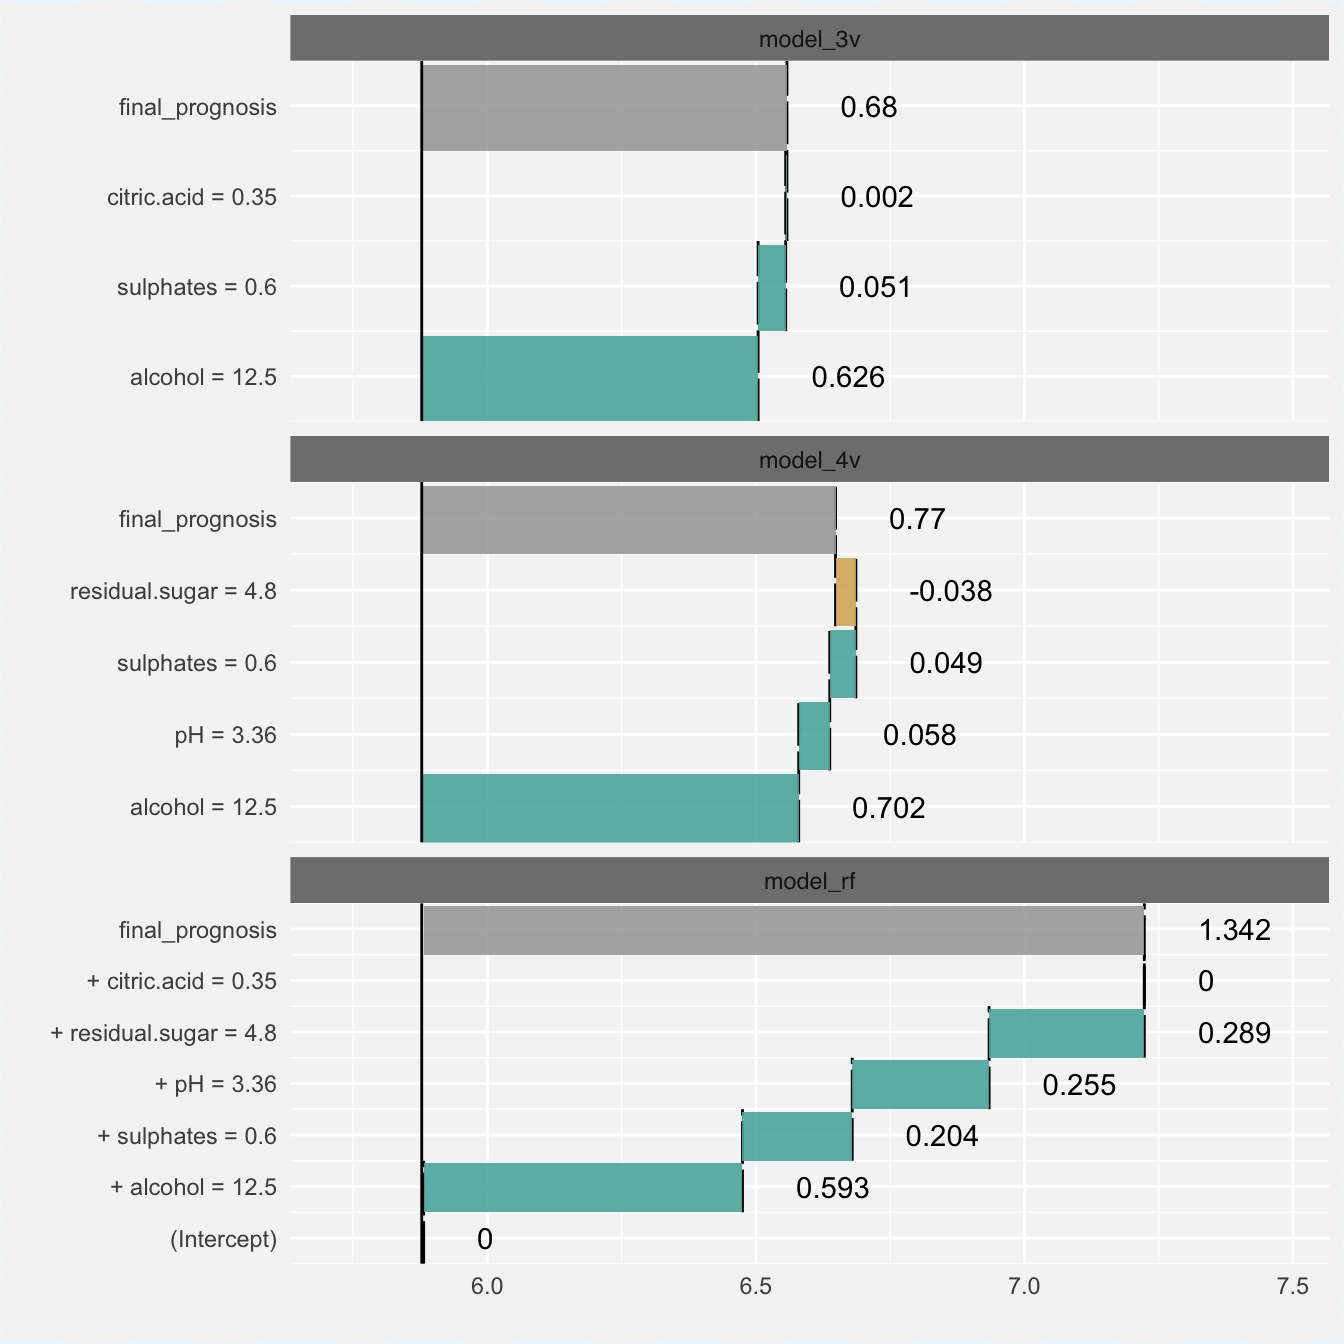 model_3v
final_prognosis 0.68
citric.acid = 0.35 0.002
sulphates = 0.6 0.051
alcohol = 12.5 0.626
model_4v
final_prognosis 0.77
residual.sugar = 4.8 -0.038
sulphates = 0.6 0.049
pH = 3.36 0.058
alcohol = 12.5 0.702
model_rf
final_prognosis 1.342
+ citric.acid = 0.35 0
+ residual.sugar = 4.8 0.289
+ pH = 3.36 0.255
+ sulphates = 0.6 0.204
+ alcohol = 12.5 0.593
(Intercept) 0
6.0 6.5 7.0 7.5